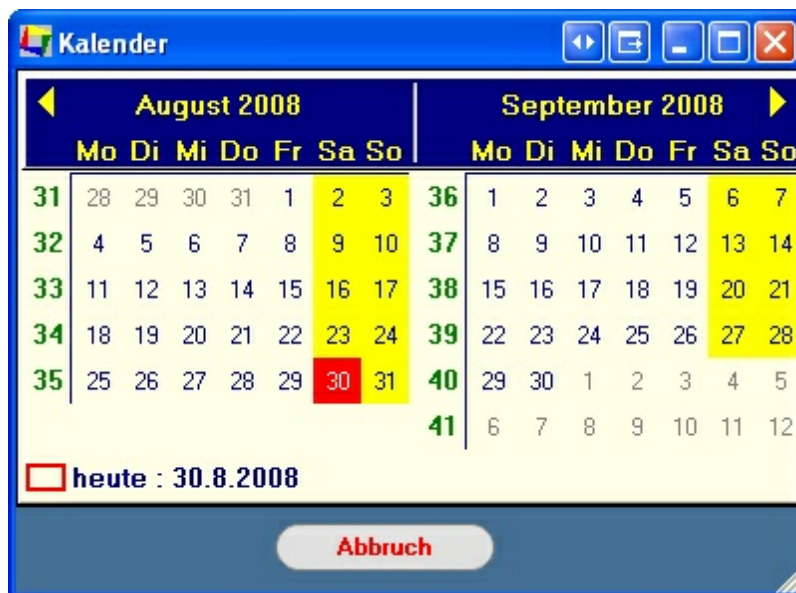 Kalender
August 2008 September 2008
Mo Di Mi Do Fr Sa So Mo Di Mi Do Fr Sa So
31 28 29 30 31 1 2 3 36 1 2 3 4 5 6 7
32 4 5 6 7 8 9 10 37 8 9 10 11 12 13 14
33 11 12 13 14 15 16 17 38 15 16 17 18 19 20 21
34 18 19 20 21 22 23 24 39 22 23 24 25 26 27 28
35 25 26 27 28 29 30 31 40 29 30 1 2 3 4 5
41 6 7 8 9 10 11 12
heute : 30.8.2008
Abbruch